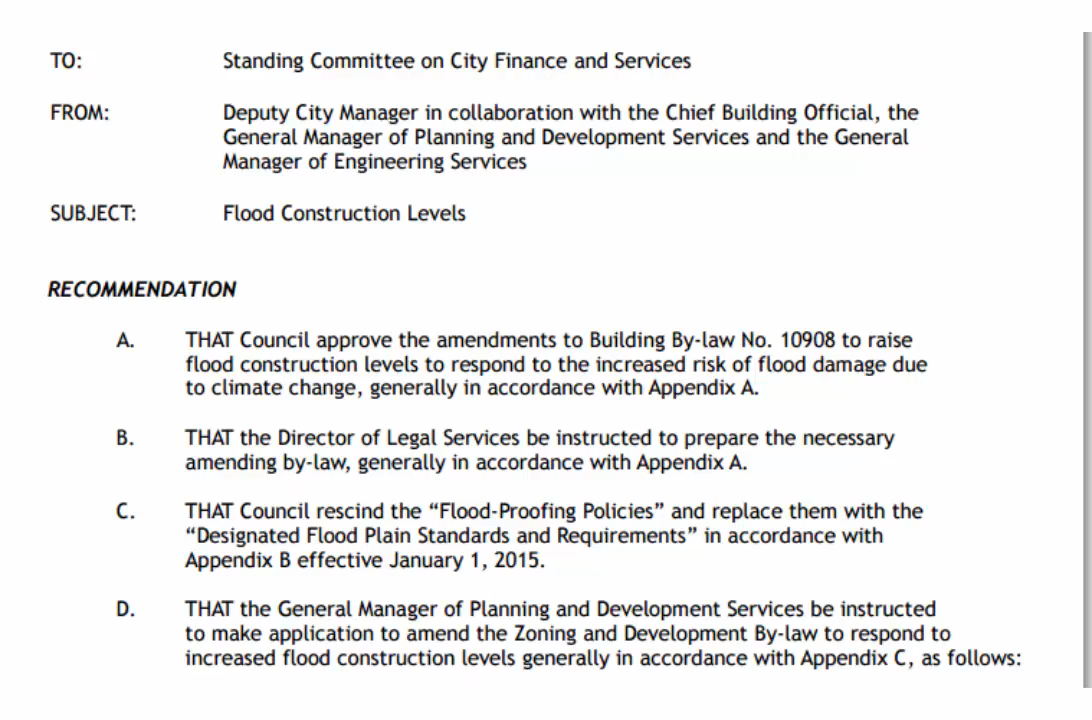 TO: Standing Committee on City Finance and Services
FROM: Deputy City Manager in collaboration with the Chief Building Official, the
General Manager of Planning and Development Services and the General
Manager of Engineering Services
SUBJECT: Flood Construction Levels
RECOMMENDATION
A. THAT Council approve the amendments to Building By-law No. 10908 to raise
flood construction levels to respond to the increased risk of flood damage due
to climate change, generally in accordance with Appendix A.
B. THAT the Director of Legal Services be instructed to prepare the necessary
amending by-law, generally in accordance with Appendix A.
C. THAT Council rescind the “Flood-Proofing Policies” and replace them with the
“Designated Flood Plain Standards and Requirements” in accordance with
Appendix B effective January 1, 2015.
D. THAT the General Manager of Planning and Development Services be instructed
to make application to amend the Zoning and Development By-law to respond to
increased flood construction levels generally in accordance with Appendix C, as follows: